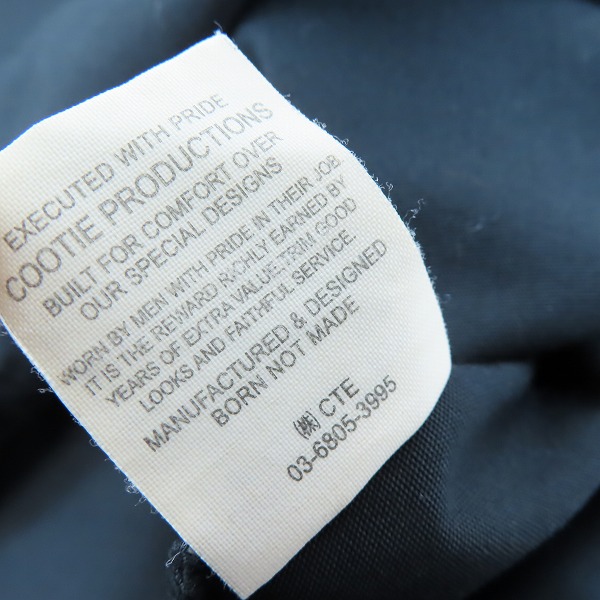 EXECUTED WITH PRIDE
COOTIE PRODUCTIONS
BUILT FOR COMFORT OVER
OUR SPECIAL DESIGNS
WORN BY MEN WITH PRIDE IN THEIR JOB.
IT IS THE REWARD RICHLY EARNED BY
YEARS OF EXTRA VALUE-TRIM GOOD
LOOKS AND FAITHFUL SERVICE
MANUFACTURED & DESIGNED
BORN NOT MADE
㈱ CTE
03-6805-3995